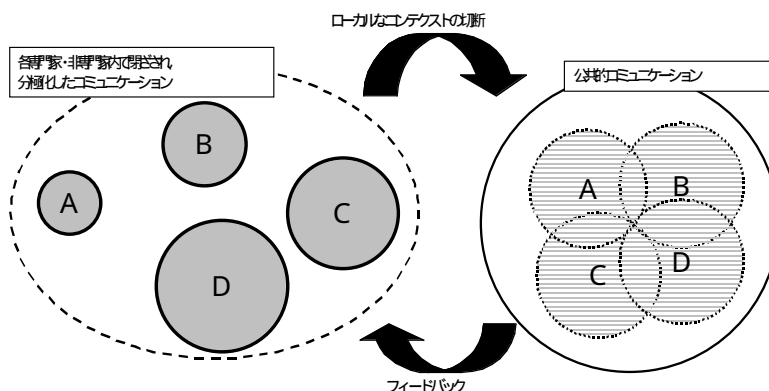 ローカルなコンテクストの切断
各専門家・非専門家内で閉ざされ
分極化したコミュニケーション
公共的コミュニケーション
A
B
C
D
A
B
C
D
フィードバック